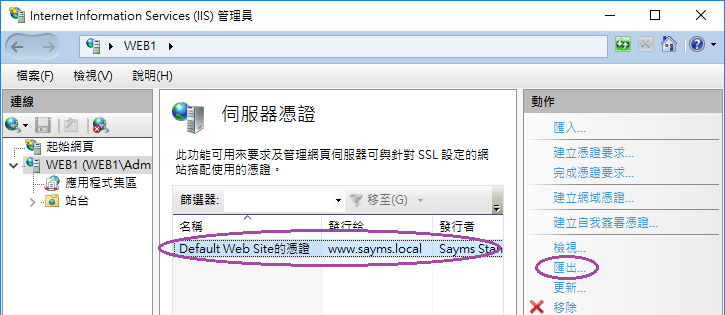 Internet Information Services (IIS) 管理員
WEB1
檔案(F) 檢視(V) 說明(H)
連線
起始網頁
WEB1 (WEB1\Adm
應用程式集區
站台
伺服器憑證
此功能可用來要求及管理網頁伺服器可與針對 SSL 設定的網
站搭配使用的憑證。
篩選器: 移至(G)
名稱 發行給 發行者
Default Web Site的憑證 www.sayms.local Sayms Star
動作
匯入...
建立憑證要求...
完成憑證要求...
建立網域憑證...
建立自我簽署憑證...
檢視...
匯出...
更新...
移除